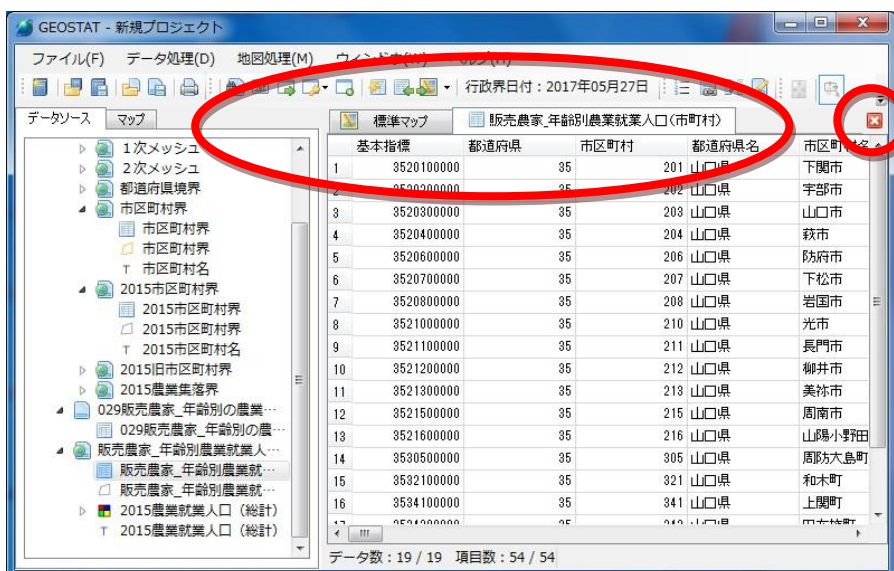 GEOSTAT - 新規プロジェクト
ファイル(F) データ処理(D) 地図処理(M)
行政界日付：2017年05月27日
データソース マップ
標準マップ 販売農家_年齢別農業就業人口(市町村)
基本指標 都道府県 市区町村 都道府県名
1 3520100000 35 201 山口県 下関市
35 202 山口県 宇部市
3 3520300000 35 203 山口県 山口市
4 3520400000 35 204 山口県 萩市
5 3520600000 35 206 山口県 防府市
6 3520700000 35 207 山口県 下松市
7 3520800000 35 208 山口県 岩国市
8 3521000000 35 210 山口県 光市
9 3521100000 35 211 山口県 長門市
10 3521200000 35 212 山口県 柳井市
11 3521300000 35 213 山口県 美祢市
12 3521500000 35 215 山口県 周南市
13 3521600000 35 216 山口県 山陽小野田
14 3530500000 35 305 山口県 周防大島町
15 3532100000 35 321 山口県 和木町
16 3534100000 35 341 山口県 上関町
1次メッシュ
2次メッシュ
都道府県境界
市区町村界
市区町村界
市区町村界
T 市区町村名
2015市区町村界
2015市区町村界
2015市区町村界
T 2015市区町村名
2015旧市区町村界
2015農業集落界
029販売農家_年齢別の農業…
029販売農家_年齢別の農…
販売農家_年齢別農業就業人…
販売農家_年齢別農業就…
販売農家_年齢別農業就…
2015農業就業人口（総計）
T 2015農業就業人口（総計）
データ数：19 / 19 項目数：54 / 54